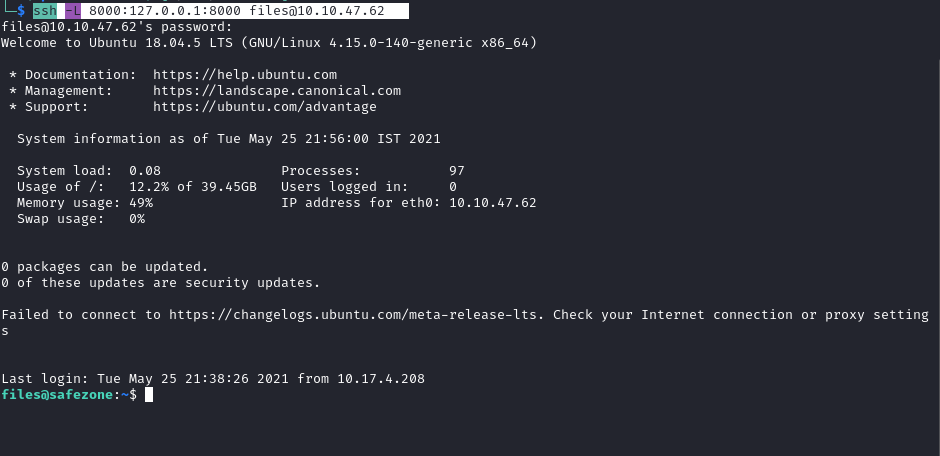 └─$ ssh -L 8000:127.0.0.1:8000 files@10.10.47.62
files@10.10.47.62's password:
Welcome to Ubuntu 18.04.5 LTS (GNU/Linux 4.15.0-140-generic x86_64)
* Documentation:  https://help.ubuntu.com
* Management:     https://landscape.canonical.com
* Support:        https://ubuntu.com/advantage
System information as of Tue May 25 21:56:00 IST 2021
System load:  0.08               Processes:           97
Usage of /:   12.2% of 39.45GB   Users logged in:     0
Memory usage: 49%                IP address for eth0: 10.10.47.62
Swap usage:   0%
0 packages can be updated.
0 of these updates are security updates.
Failed to connect to https://changelogs.ubuntu.com/meta-release-lts. Check your Internet connection or proxy setting
s
Last login: Tue May 25 21:38:26 2021 from 10.17.4.208
files@safezone:~$